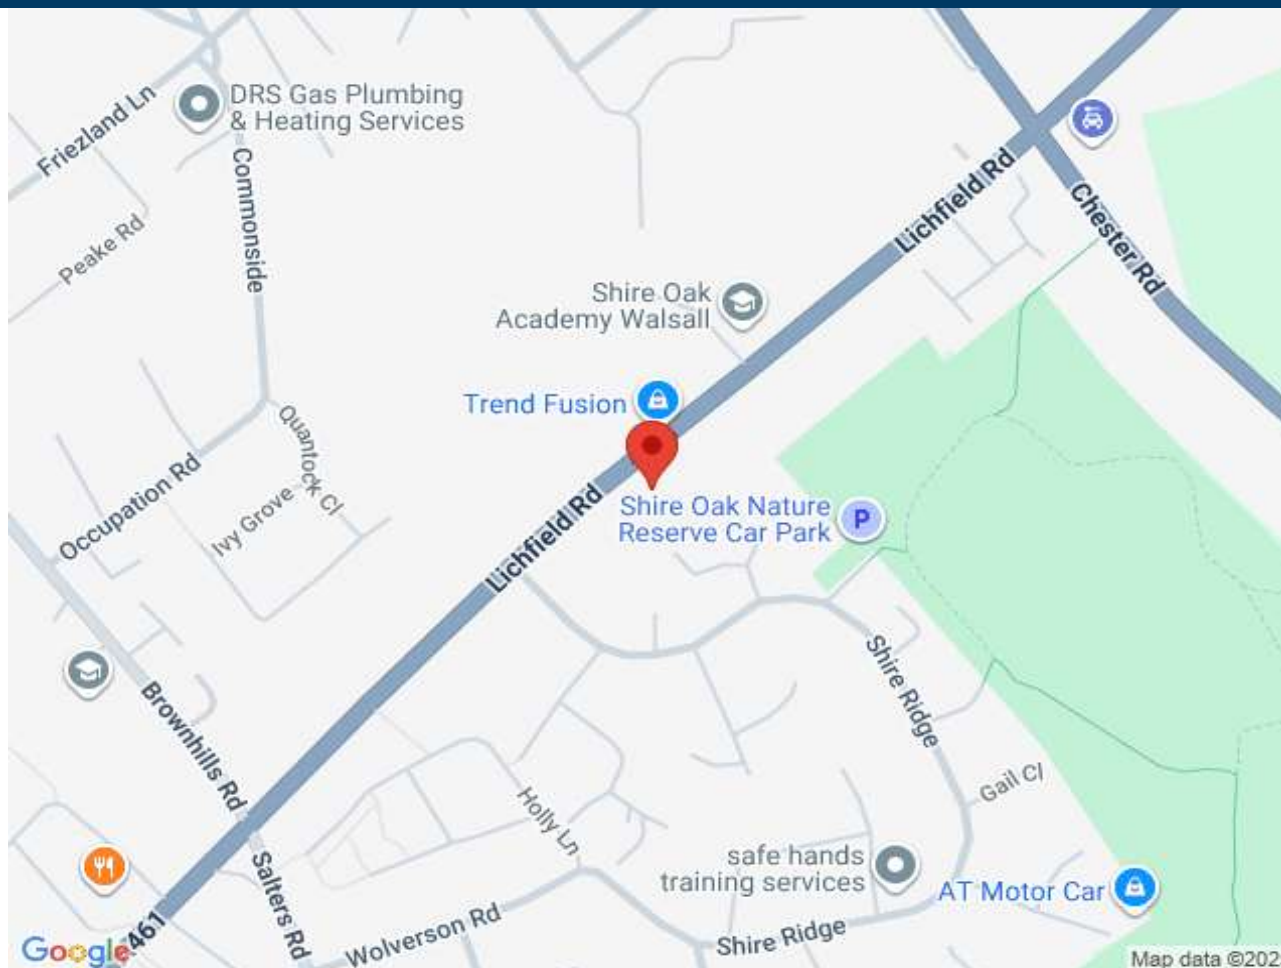 DRS Gas Plumbing
& Heating Services
Friezland Ln
Commonside
Peake Rd
Lichfield Rd
Chester Rd
Shire Oak
Academy Walsall
Trend Fusion
Quantock Cl
Occupation Rd
Ivy Grove
Lichfield Rd
Shire Oak Nature
Reserve Car Park
P
Shire Ridge
Brownhills Rd
Gail Cl
Holly Ln
safe hands
training services
AT Motor Car
Salters Rd
Wolverson Rd
Shire Ridge
461
Google
Map data ©202